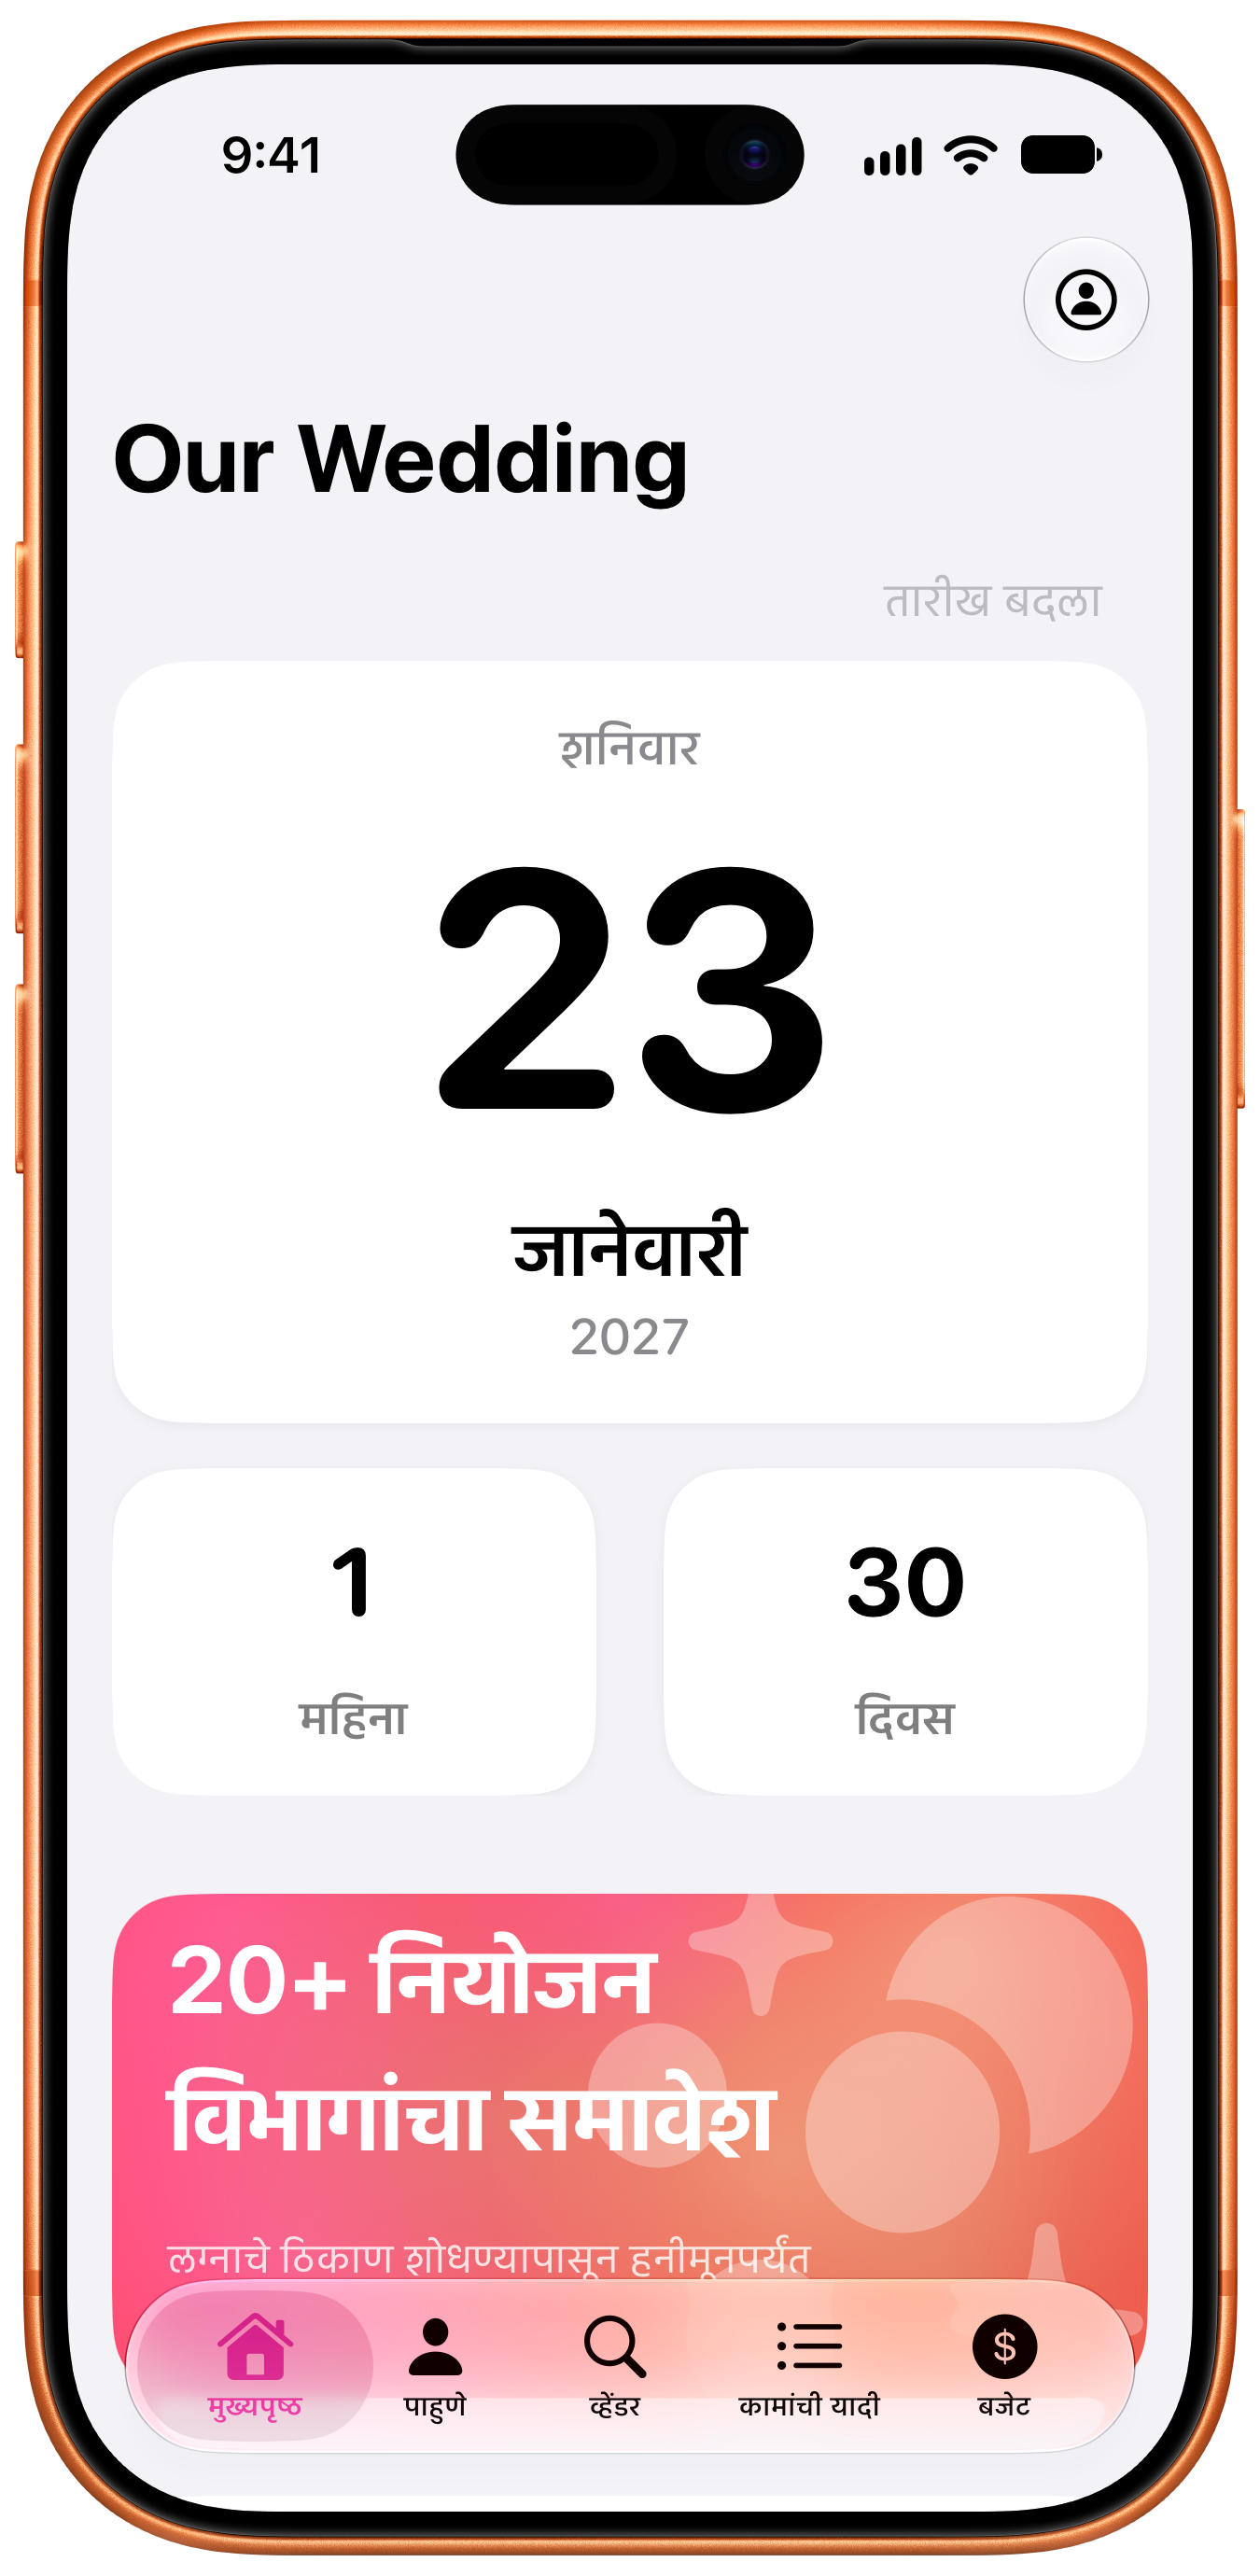 9:41
Our Wedding
तारीख बदला
शनिवार
23
जानेवारी
2027
1
महिना
30
दिवस
20+ नियोजन
विभागांचा समावेश
लग्नाचे ठिकाण शोधण्यापासून हनीमूनपर्यंत
मुख्यपृष्ठ
पाहुणे
व्हेंडर
कामांची यादी
बजेट